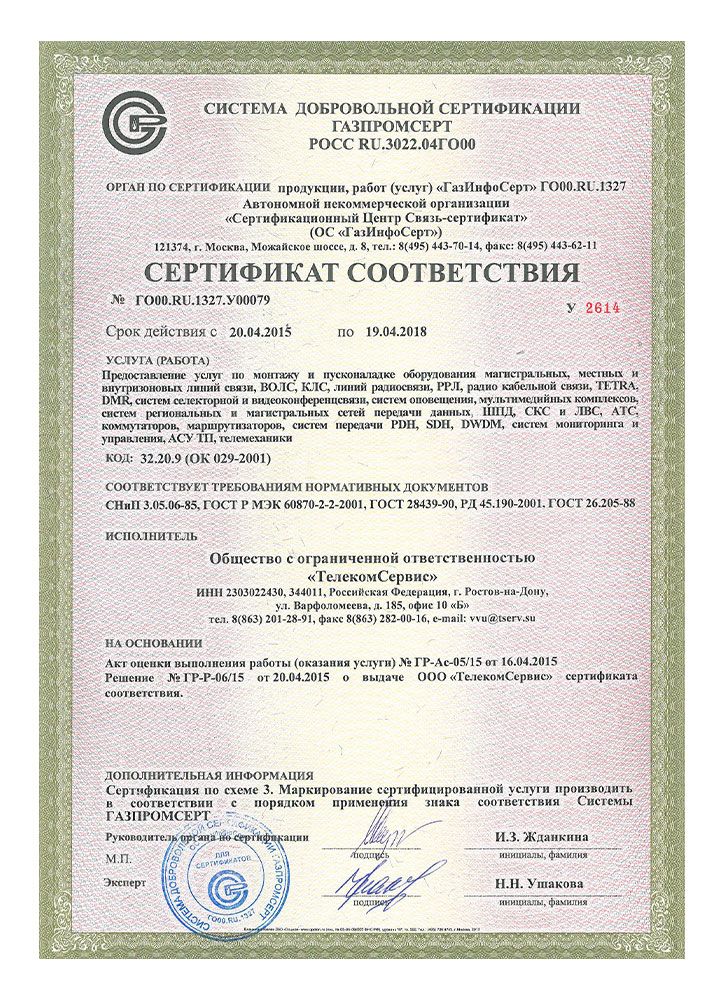 СИСТЕМА ДОБРОВОЛЬНОЙ СЕРТИФИКАЦИИ
ГАЗПРОМСЕРТ
РОСС RU.3022.04ГО00
ОРГАН ПО СЕРТИФИКАЦИИ продукции, работ (услуг) «ГазИнфоСерт» ГО00.RU.1327
Автономной некоммерческой организации
«Сертификационный Центр Связь-сертификат»
(ОС «ГазИнфоСерт»)
121374, г. Москва, Можайское шоссе, д. 8, тел.: 8(495) 443-70-14, факс: 8(495) 443-62-11
СЕРТИФИКАТ СООТВЕТСТВИЯ
№ ГО00.RU.1327.У00079
У 2614
Срок действия с 20.04.2015 по 19.04.2018
УСЛУГА (РАБОТА)
Предоставление услуг по монтажу и пусконаладке оборудования магистральных, местных и
внутризоновых линий связи, ВОЛС, КЛС, линий радиосвязи, РРЛ, радио кабельной связи, TETRA,
DMR, систем селекторной и видеоконференцсвязи, систем оповещения, мультимедийных комплексов,
систем региональных и магистральных сетей передачи данных, ШПД, СКС и ЛВС, АТС,
коммутаторов, маршрутизаторов, систем передачи PDH, SDH, DWDM, систем мониторинга и
управления, АСУ ТП, телемеханики
КОД: 32.20.9 (ОК 029-2001)
СООТВЕТСТВУЕТ ТРЕБОВАНИЯМ НОРМАТИВНЫХ ДОКУМЕНТОВ
СНиП 3.05.06-85, ГОСТ Р МЭК 60870-2-2-2001, ГОСТ 28439-90, РД 45.190-2001, ГОСТ 26.205-88
ИСПОЛНИТЕЛЬ
Общество с ограниченной ответственностью
«ТелекомСервис»
ИНН 2303022430, 344011, Российская Федерация, г. Ростов-на-Дону,
ул. Варфоломеева, д. 185, офис 10 «Б»
тел. 8(863) 201-28-91, факс 8(863) 282-00-16, e-mail: vvu@tserv.su
НА ОСНОВАНИИ
Акт оценки выполнения работы (оказания услуги) № ГР-Ас-05/15 от 16.04.2015
Решение № ГР-Р-06/15 от 20.04.2015 о выдаче ООО «ТелекомСервис» сертификата
соответствия.
ДОПОЛНИТЕЛЬНАЯ ИНФОРМАЦИЯ
Сертификация по схеме 3. Маркирование сертифицированной услуги производить
в соответствии с порядком применения знака соответствия Системы
ГАЗПРОМСЕРТ
Руководитель органа по сертификации
И.З. Жданкина
М.П.
подпись
инициалы, фамилия
Эксперт
Н.Н. Ушакова
подпись
инициалы, фамилия
СИСТЕМА ДОБРОВОЛЬНОЙ СЕРТИФИКАЦИИ ГАЗПРОМСЕРТ
ДЛЯ
СЕРТИФИКАТОВ
ГО00.RU.1327